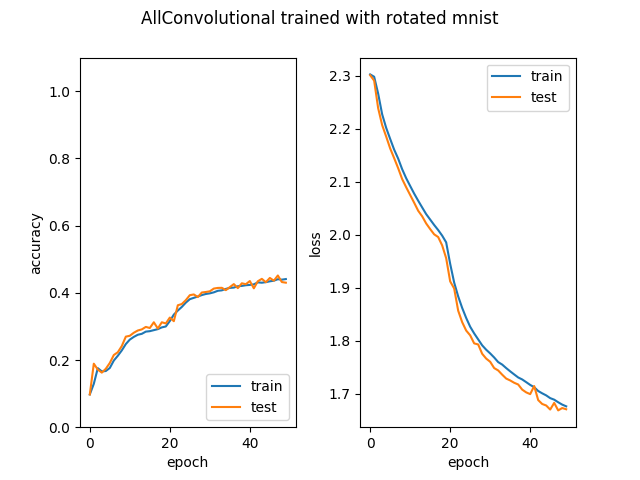 AllConvolutional trained with rotated mnist
1.0
0.8
0.6
0.4
0.2
0.0
accuracy
0
20
40
epoch
train
test
2.3
2.2
2.1
2.0
1.9
1.8
1.7
loss
0
20
40
epoch
train
test